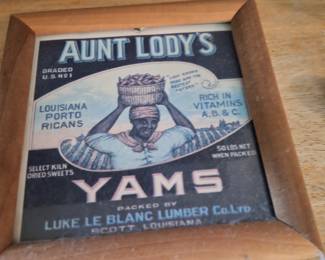 AUNT LODY'S
GRADED
U.S. NO 1
LOUISIANA
PORTO
RICANS
RICH IN
VITAMINS
A.B. & C.
SELECT KILN
DRIED SWEETS
50 LBS NET
WHEN PACKED
YAMS
PACKED BY
LUKE LE BLANC LUMBER Co. LTD.
SCOTT, LOUISIANA